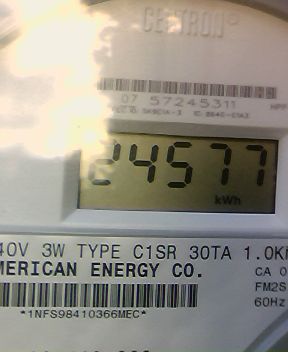 CENTRON®
07 57245311
24577
kWh
40V 3W TYPE C1SR 30TA 1.0K
MERICAN ENERGY CO.
CA 0
FM2S
60Hz
*1NFS98410366MEC*